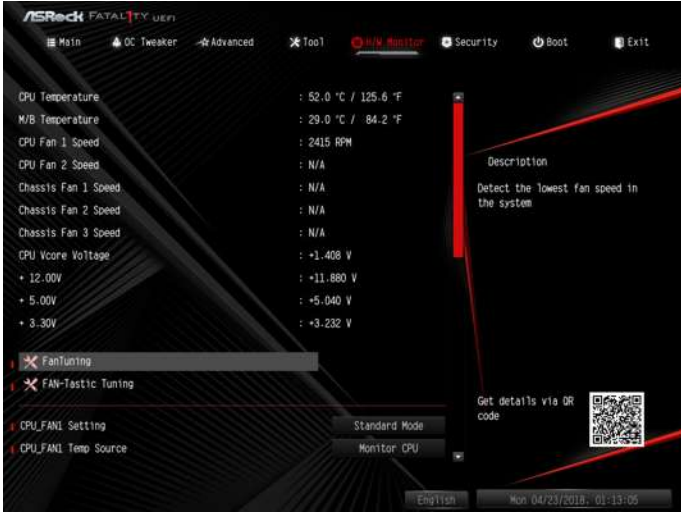 ASRock FATAL1TY UEFI
Main OC Tweaker Advanced Tool H/W Monitor Security Boot Exit
CPU Temperature : 52.0 °C / 125.6 °F
M/B Temperature : 29.0 °C / 84.2 °F
CPU Fan 1 Speed : 2415 RPM
CPU Fan 2 Speed : N/A
Chassis Fan 1 Speed : N/A
Chassis Fan 2 Speed : N/A
Chassis Fan 3 Speed : N/A
CPU Vcore Voltage : +1.408 V
+ 12.00V : +11.880 V
+ 5.00V : +5.040 V
+ 3.30V : +3.232 V
FanTuning
FAN-Tastic Tuning
CPU_FAN1 Setting Standard Mode
CPU_FAN1 Temp Source Monitor CPU
Description
Detect the lowest fan speed in
the system
Get details via QR
code
English Mon 04/23/2018. 01:13:05